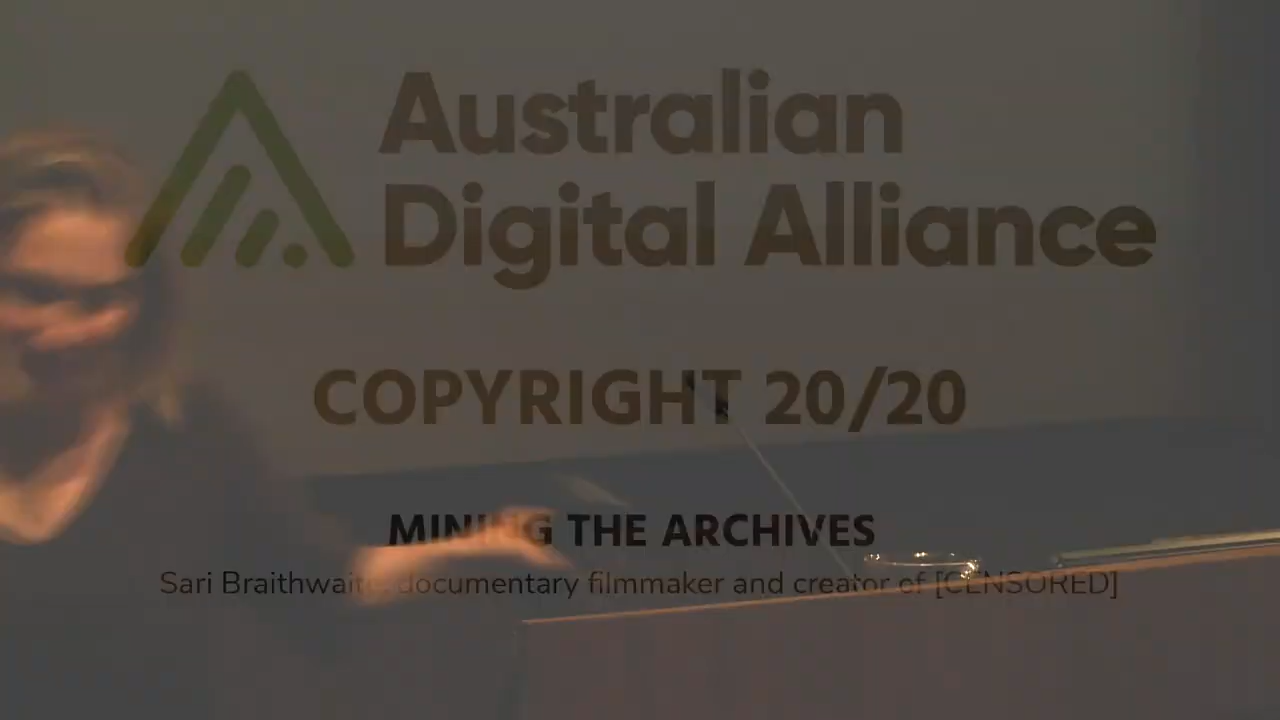 Australian
Digital Alliance
COPYRIGHT 20/20
MINING THE ARCHIVES
Sari Braithwaite, documentary filmmaker and creator of [CENSORED]